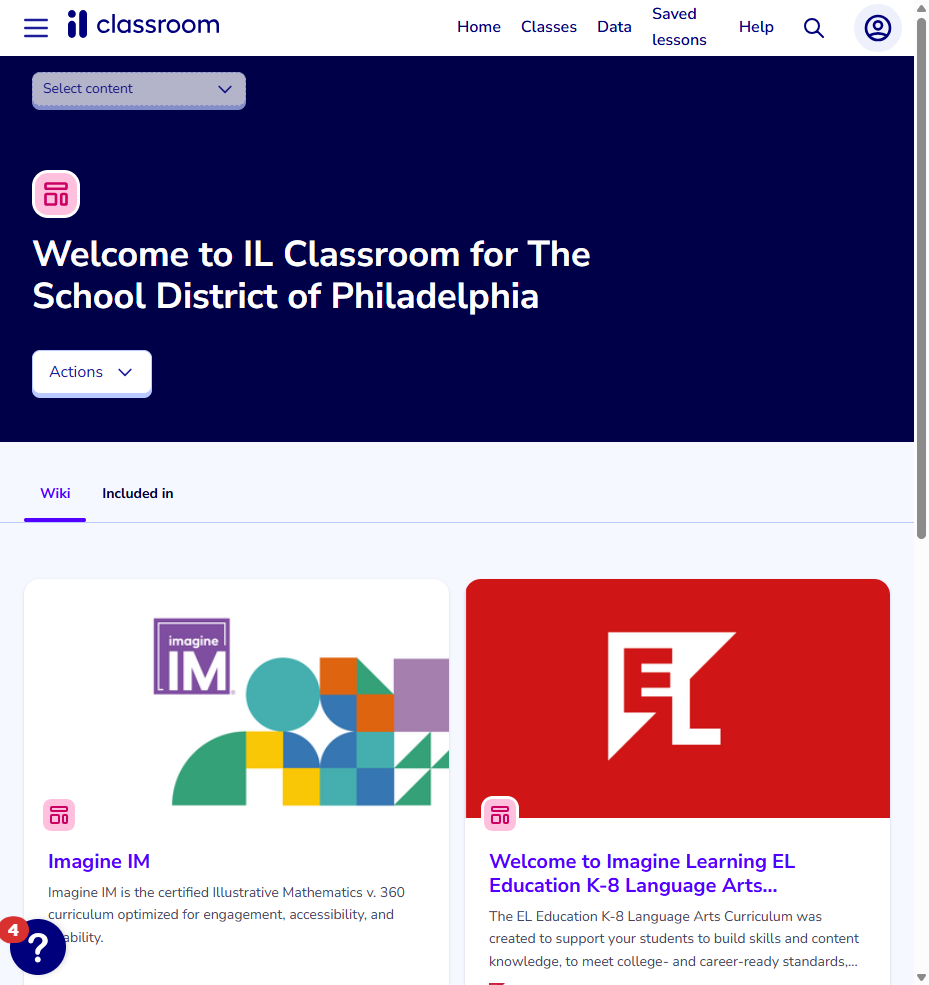 classroom
Home Classes Data Saved lessons Help
Select content
Welcome to IL Classroom for The
School District of Philadelphia
Actions
Wiki Included in
imagine
IM
EL
Imagine IM
Imagine IM is the certified Illustrative Mathematics v. 360
curriculum optimized for engagement, accessibility, and
ability.
Welcome to Imagine Learning EL
Education K-8 Language Arts...
The EL Education K-8 Language Arts Curriculum was
created to support your students to build skills and content
knowledge, to meet college- and career-ready standards,...
4
?